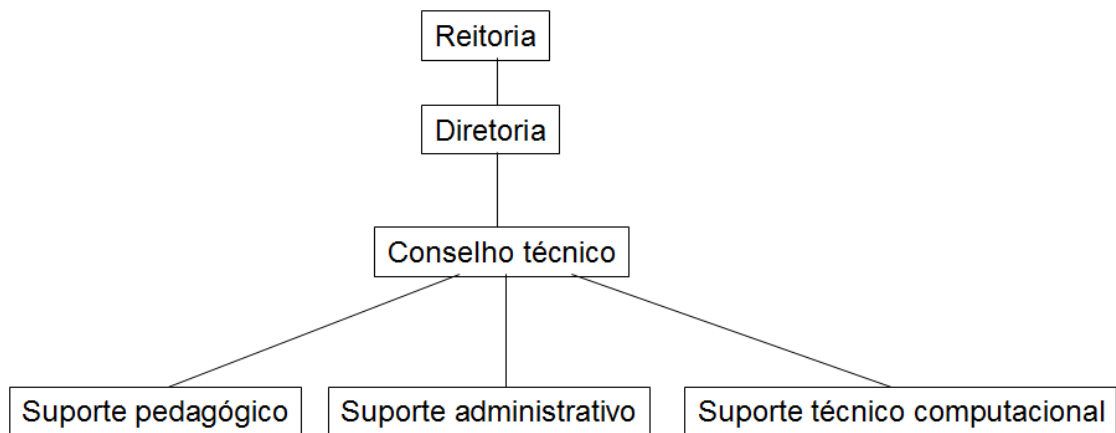 Reitoria
Diretoria
Conselho técnico
Suporte pedagógico
Suporte administrativo
Suporte técnico computacional